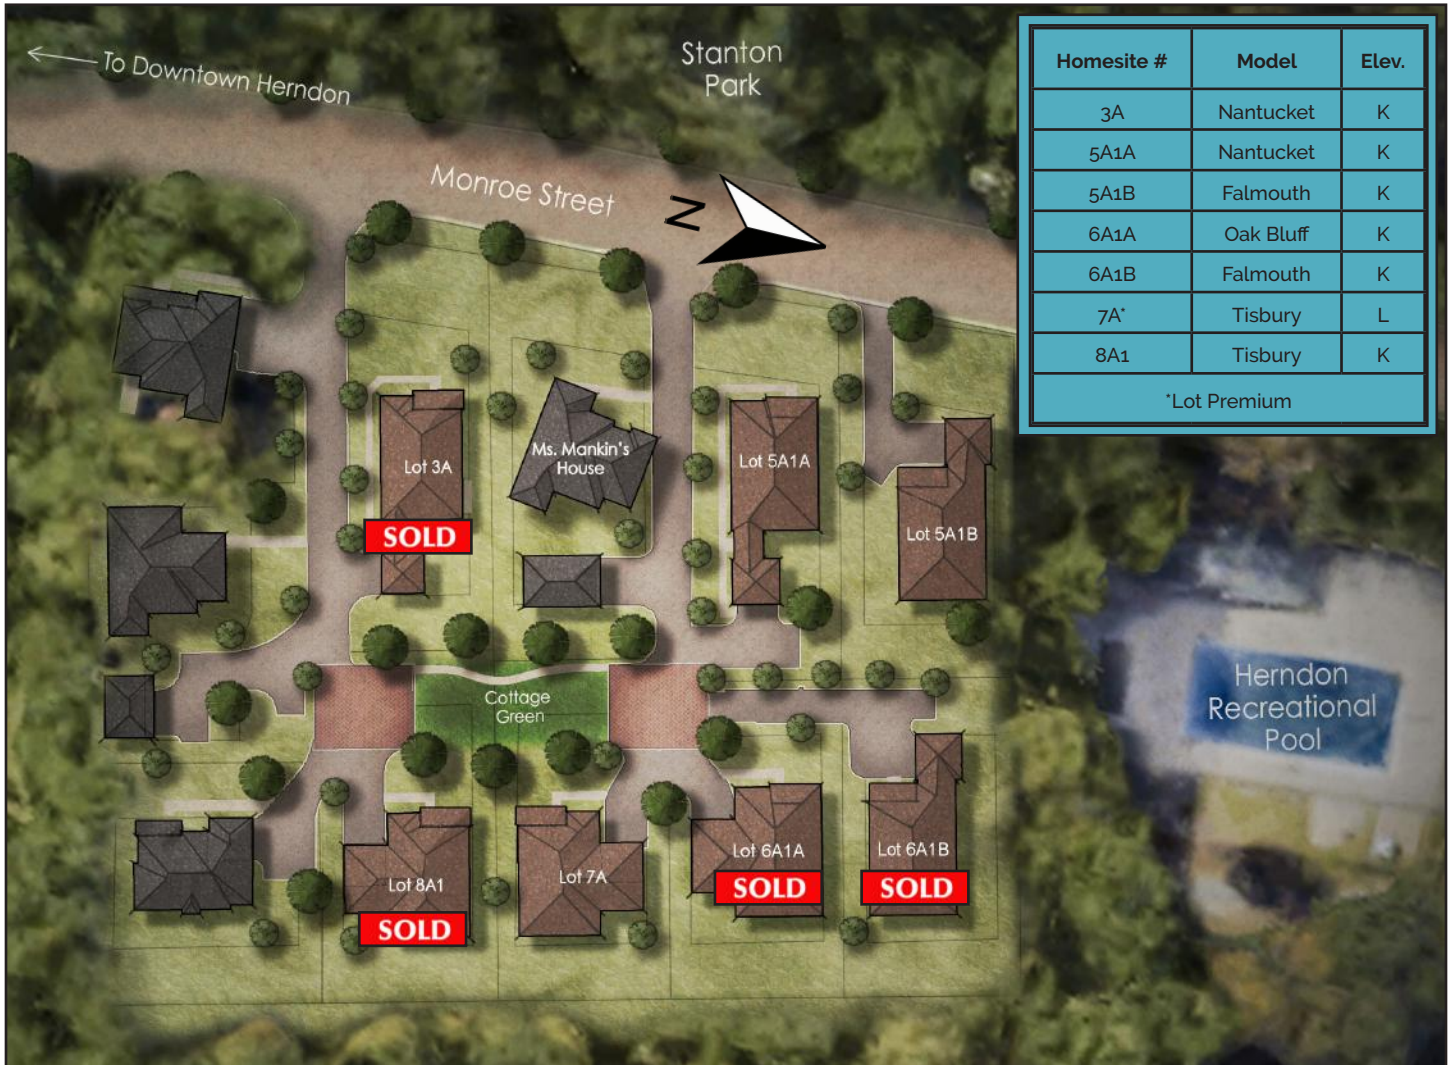 To Downtown Herndon
Stanton
Park
Monroe Street
N
Homesite # Model Elev.
3A Nantucket K
5A1A Nantucket K
5A1B Falmouth K
6A1A Oak Bluff K
6A1B Falmouth K
7A* Tisbury L
8A1 Tisbury K
*Lot Premium
Lot 3A
SOLD
Ms. Mankin's
House
Lot 5A1A
Lot 5A1B
Cottage
Green
Herndon
Recreational
Pool
Lot 8A1
SOLD
Lot 7A
Lot 6A1A
SOLD
Lot 6A1B
SOLD